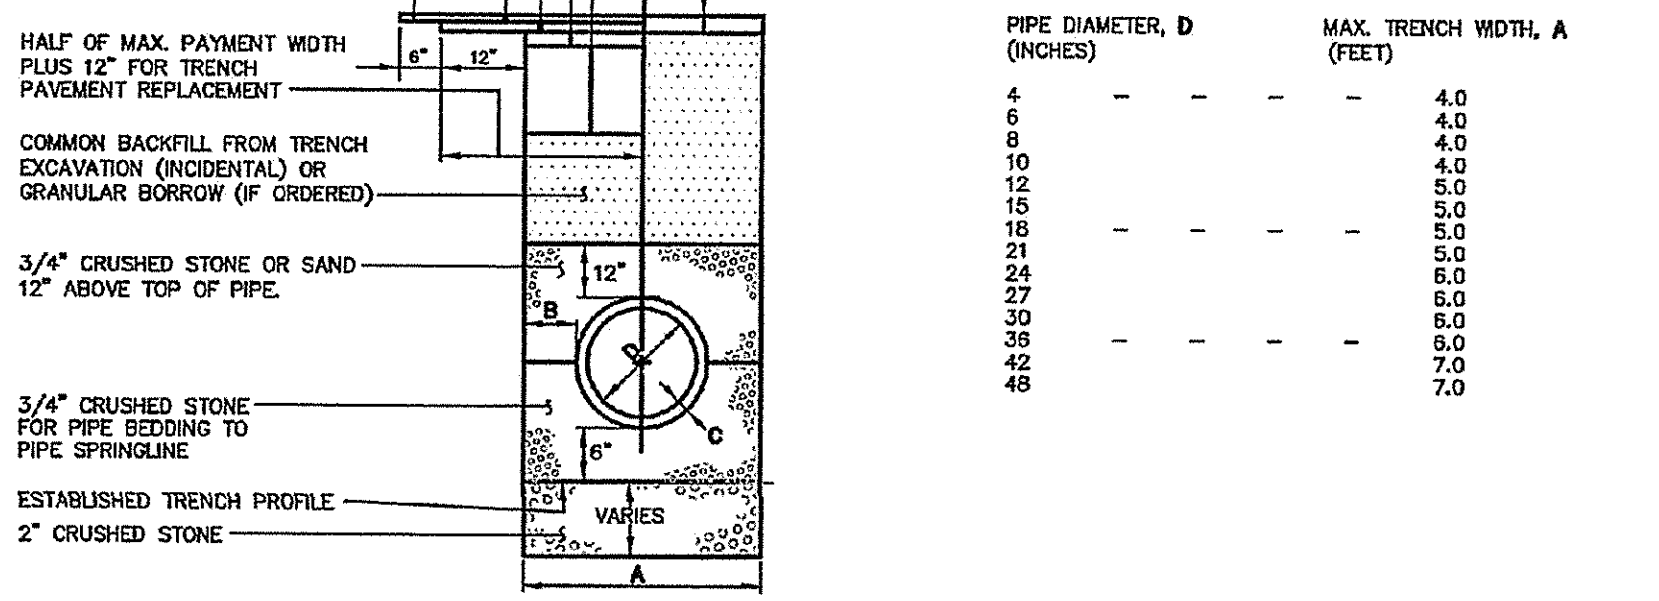 HALF OF MAX. PAYMENT WIDTH
PLUS 12" FOR TRENCH
PAVEMENT REPLACEMENT
6"
12"
COMMON BACKFILL FROM TRENCH
EXCAVATION (INCIDENTAL) OR
GRANULAR BORROW (IF ORDERED)
3/4" CRUSHED STONE OR SAND
12" ABOVE TOP OF PIPE.
12"
B
D
C
3/4" CRUSHED STONE
FOR PIPE BEDDING TO
PIPE SPRINGLINE
6"
ESTABLISHED TRENCH PROFILE
2" CRUSHED STONE
VARIES
A
PIPE DIAMETER, D MAX. TRENCH WIDTH, A
(INCHES) (FEET)
4 - - - - 4.0
6 4.0
8 4.0
10 4.0
12 5.0
15 5.0
18 - - - - 5.0
21 5.0
24 6.0
27 6.0
30 6.0
36 - - - - 6.0
42 7.0
48 7.0